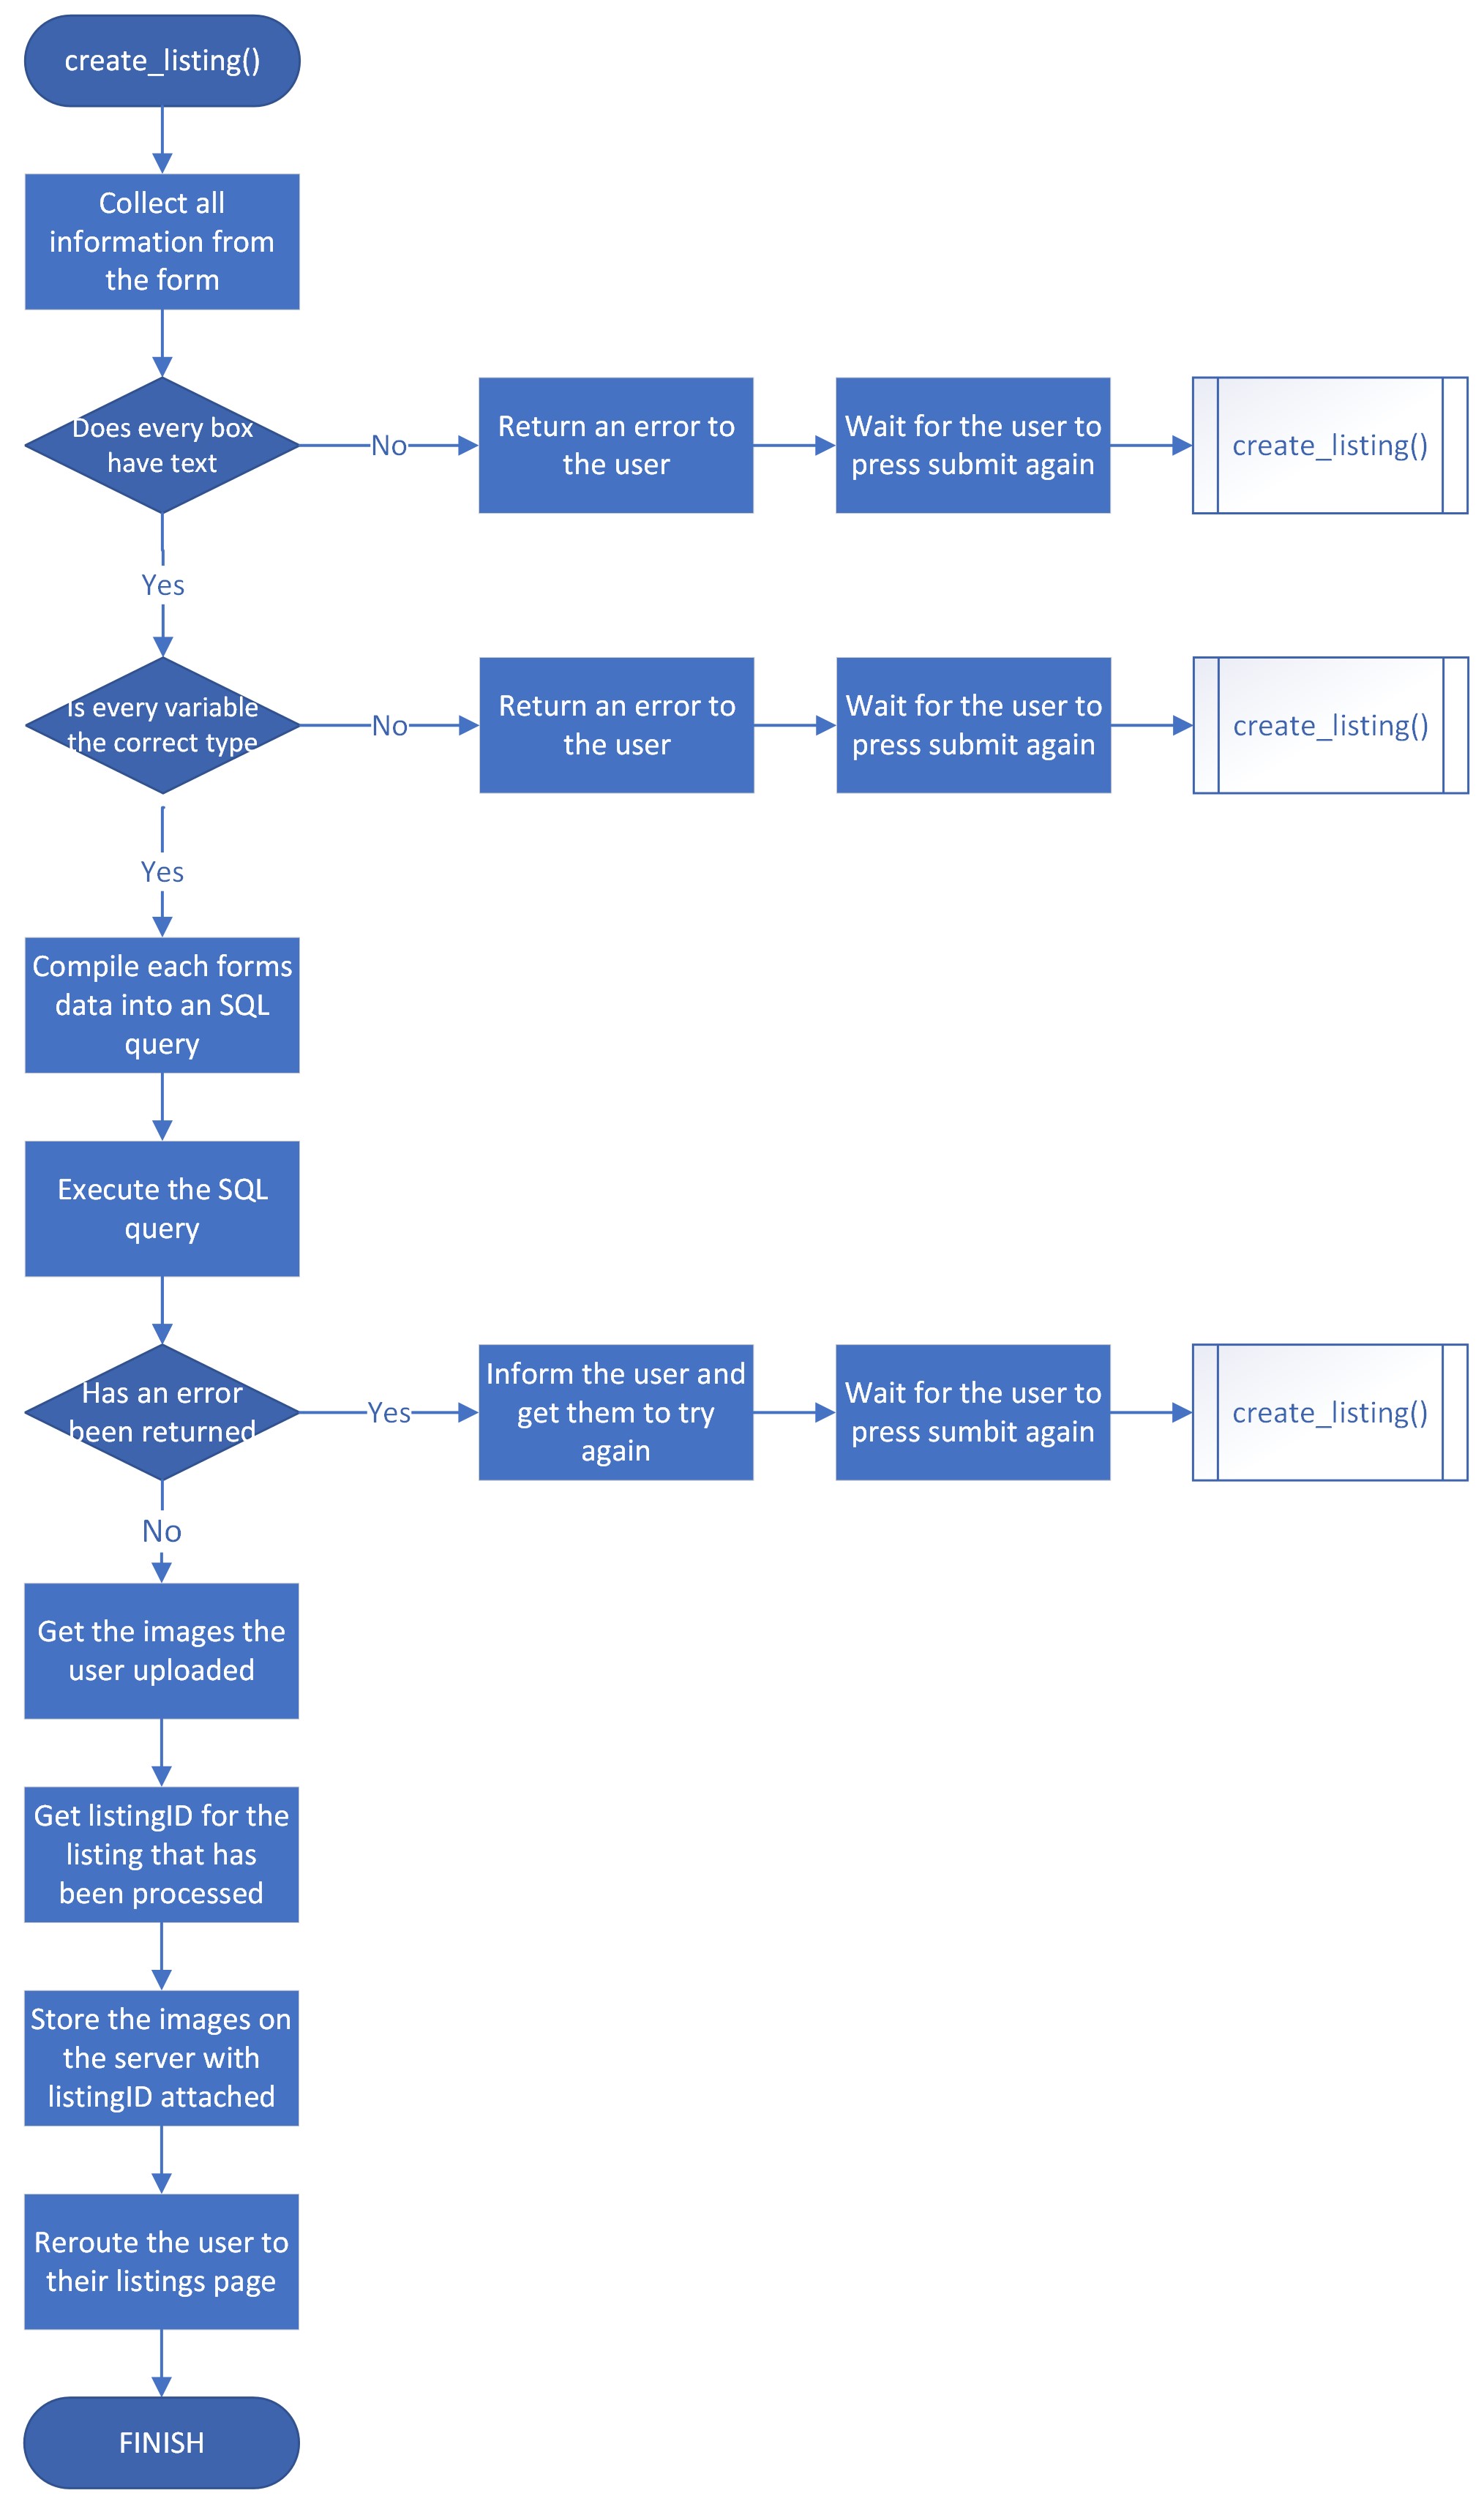 create_listing()
Collect all
information from
the form
Does every box
have text
No
Return an error to
the user
Wait for the user to
press submit again
create_listing()
Yes
Is every variable
the correct type
No
Return an error to
the user
Wait for the user to
press submit again
create_listing()
Yes
Compile each forms
data into an SQL
query
Execute the SQL
query
Has an error
been returned
Yes
Inform the user and
get them to try
again
Wait for the user to
press sumbit again
create_listing()
No
Get the images the
user uploaded
Get listingID for the
listing that has
been processed
Store the images on
the server with
listingID attached
Reroute the user to
their listings page
FINISH